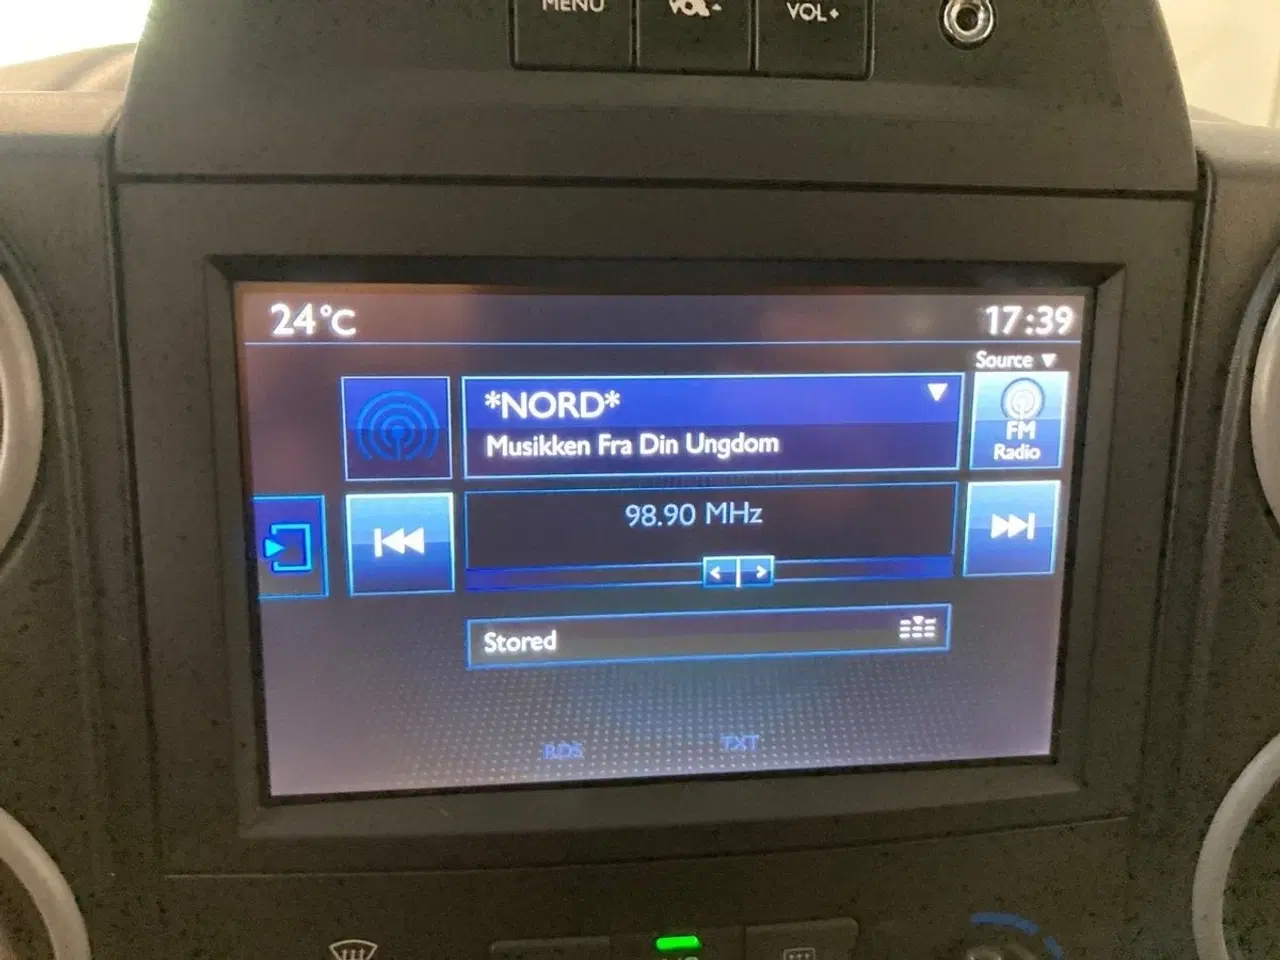 MENU
VOL-
VOL+
24°C
17:39
Source
*NORD*
Musikken Fra Din Ungdom
FM
Radio
98.90 MHz
Stored
RDS
TXT